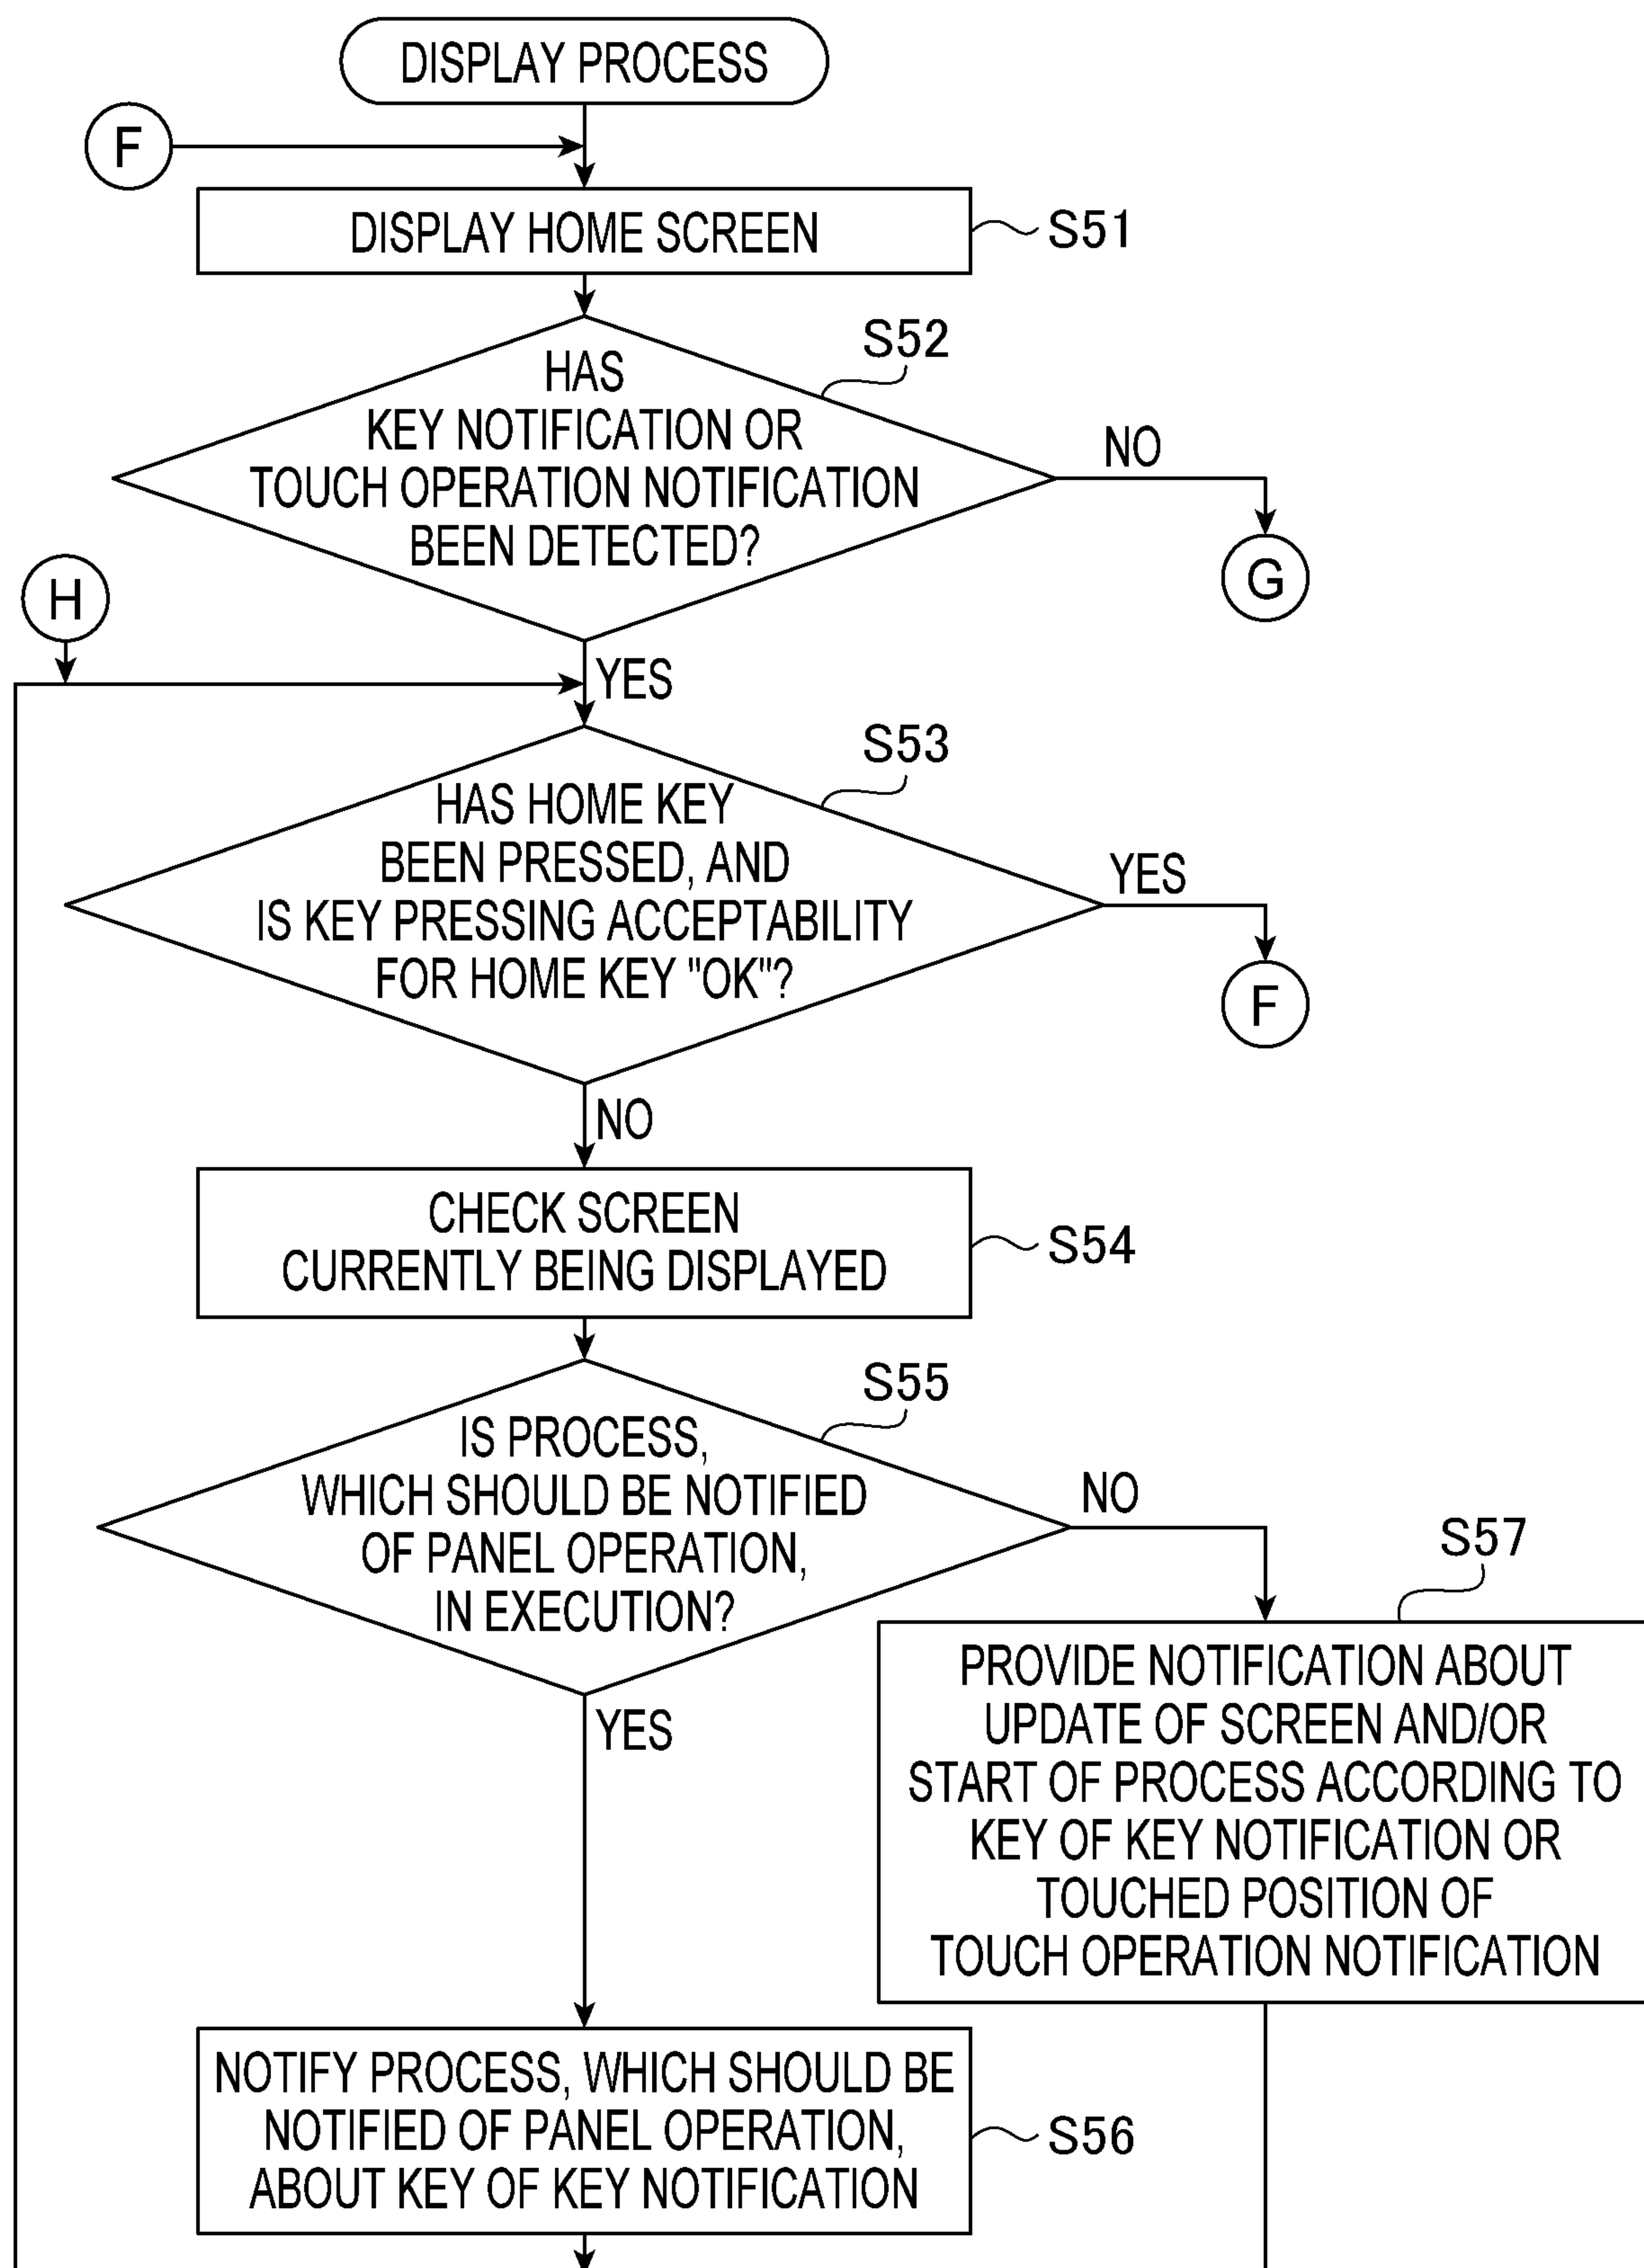 DISPLAY PROCESS
F
DISPLAY HOME SCREEN
S51
S52
HAS
KEY NOTIFICATION OR
TOUCH OPERATION NOTIFICATION
BEEN DETECTED?
NO
G
H
YES
S53
HAS HOME KEY
BEEN PRESSED, AND
IS KEY PRESSING ACCEPTABILITY
FOR HOME KEY "OK"?
YES
F
NO
CHECK SCREEN
CURRENTLY BEING DISPLAYED
S54
S55
IS PROCESS,
WHICH SHOULD BE NOTIFIED
OF PANEL OPERATION,
IN EXECUTION?
NO
YES
S57
PROVIDE NOTIFICATION ABOUT
UPDATE OF SCREEN AND/OR
START OF PROCESS ACCORDING TO
KEY OF KEY NOTIFICATION OR
TOUCHED POSITION OF
TOUCH OPERATION NOTIFICATION
NOTIFY PROCESS, WHICH SHOULD BE
NOTIFIED OF PANEL OPERATION,
ABOUT KEY OF KEY NOTIFICATION
S56